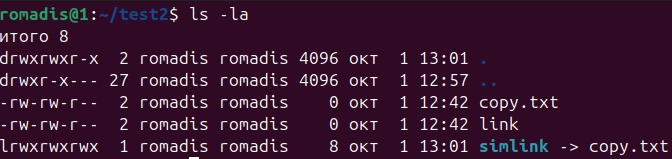 romadis@1:~/test2$ ls -la
итого 8
drwxrwxr-x  2 romadis romadis 4096 окт  1 13:01 .
drwxr-x--- 27 romadis romadis 4096 окт  1 12:57 ..
-rw-rw-r--  2 romadis romadis    0 окт  1 12:42 copy.txt
-rw-rw-r--  2 romadis romadis    0 окт  1 12:42 link
lrwxrwxrwx  1 romadis romadis    8 окт  1 13:01 simlink -> copy.txt